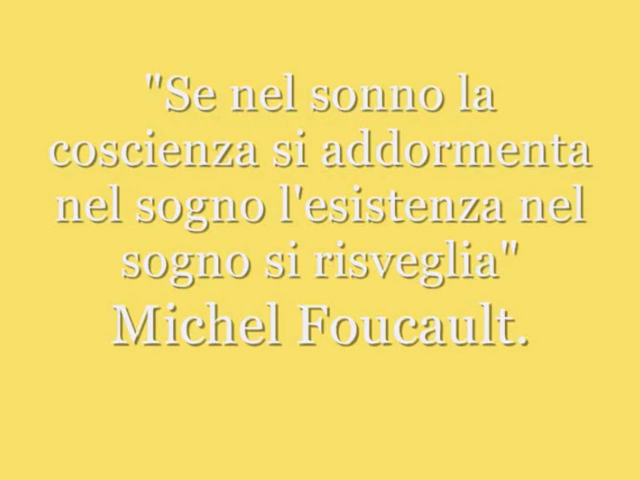 "Se nel sonno la
coscienza si addormenta
nel sogno l'esistenza nel
sogno si risveglia"
Michel Foucault.